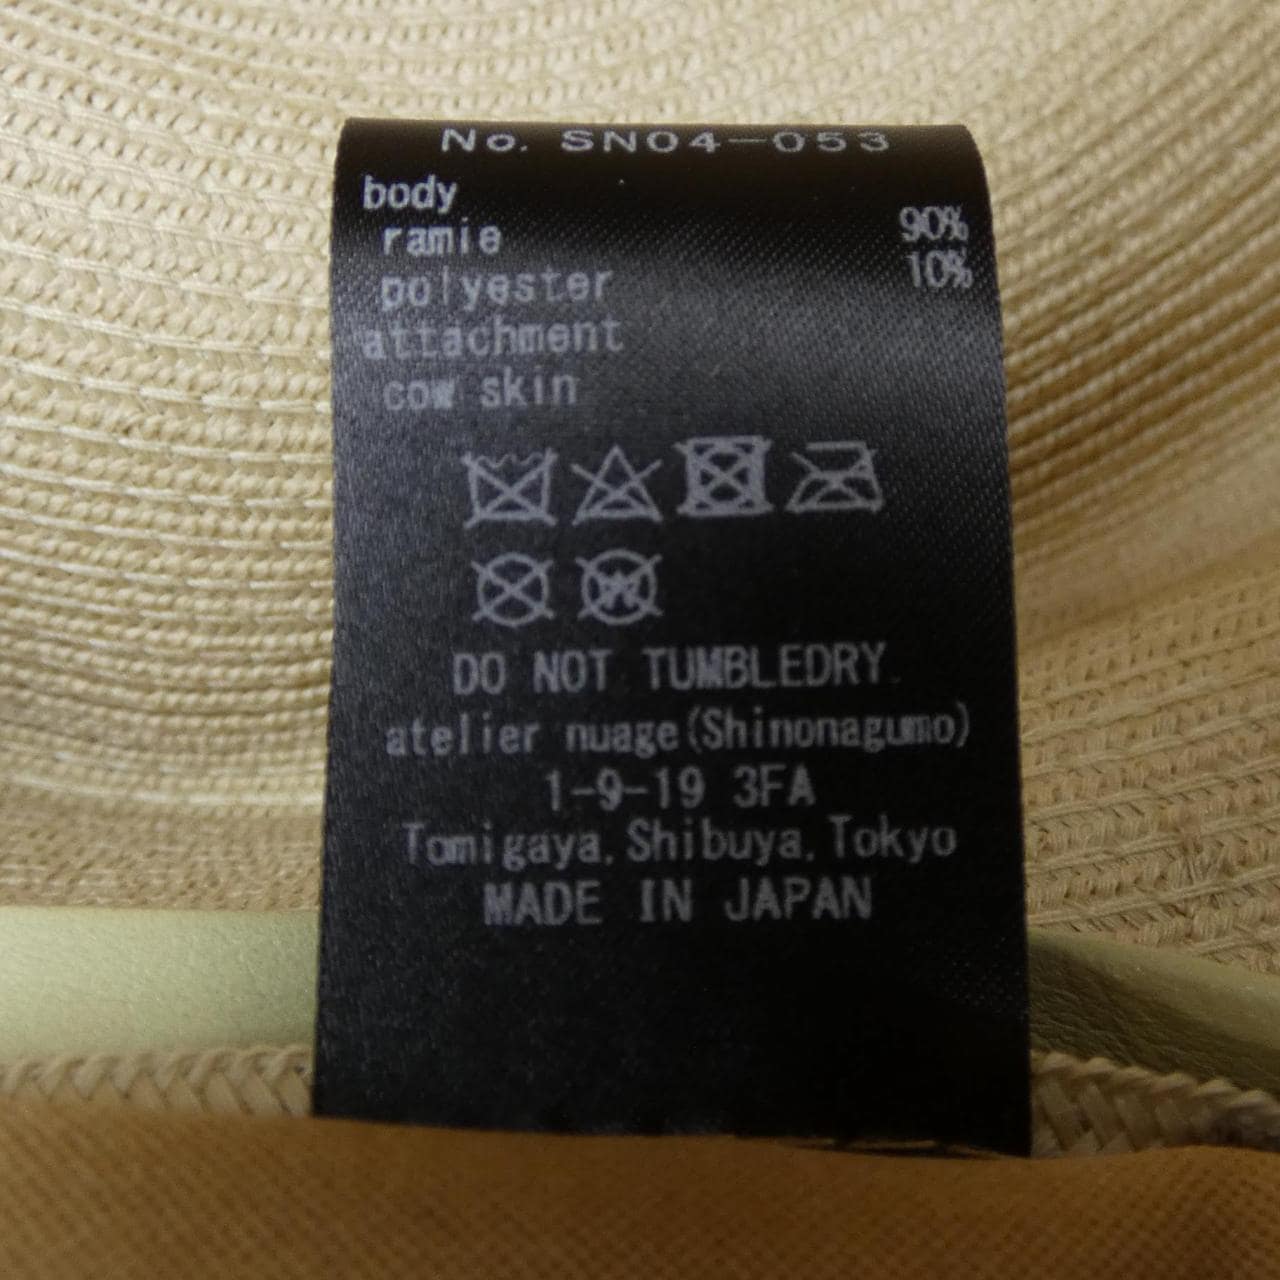 No. SN04-053
body
ramie 90%
polyester 10%
attachment
cow skin
W
DO NOT TUMBLEDRY.
atelier nuage(Shinonagumo)
1-9-19 3FA
Tomigaya, Shibuya, Tokyo
MADE IN JAPAN